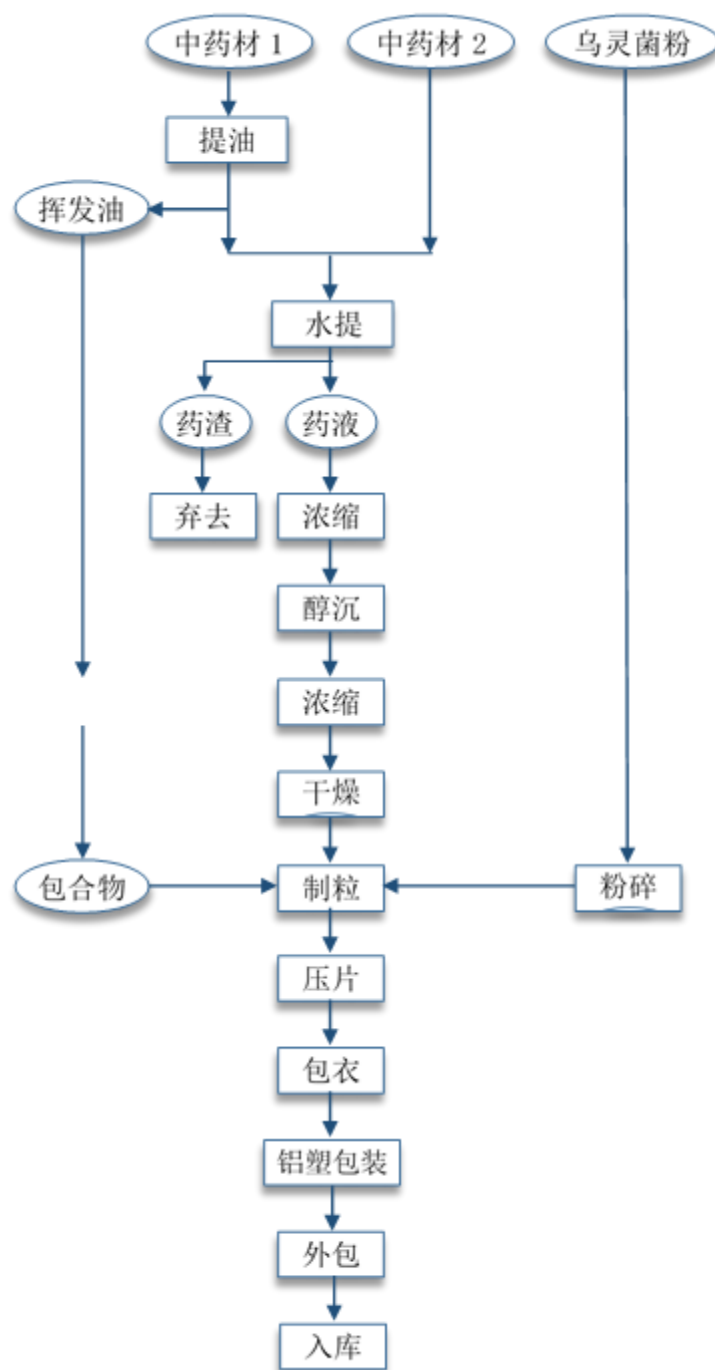 中药材 1
中药材 2
乌灵菌粉
提油
挥发油
水提
药渣
药液
弃去
浓缩
醇沉
浓缩
干燥
包合物
制粒
粉碎
压片
包衣
铝塑包装
外包
入库